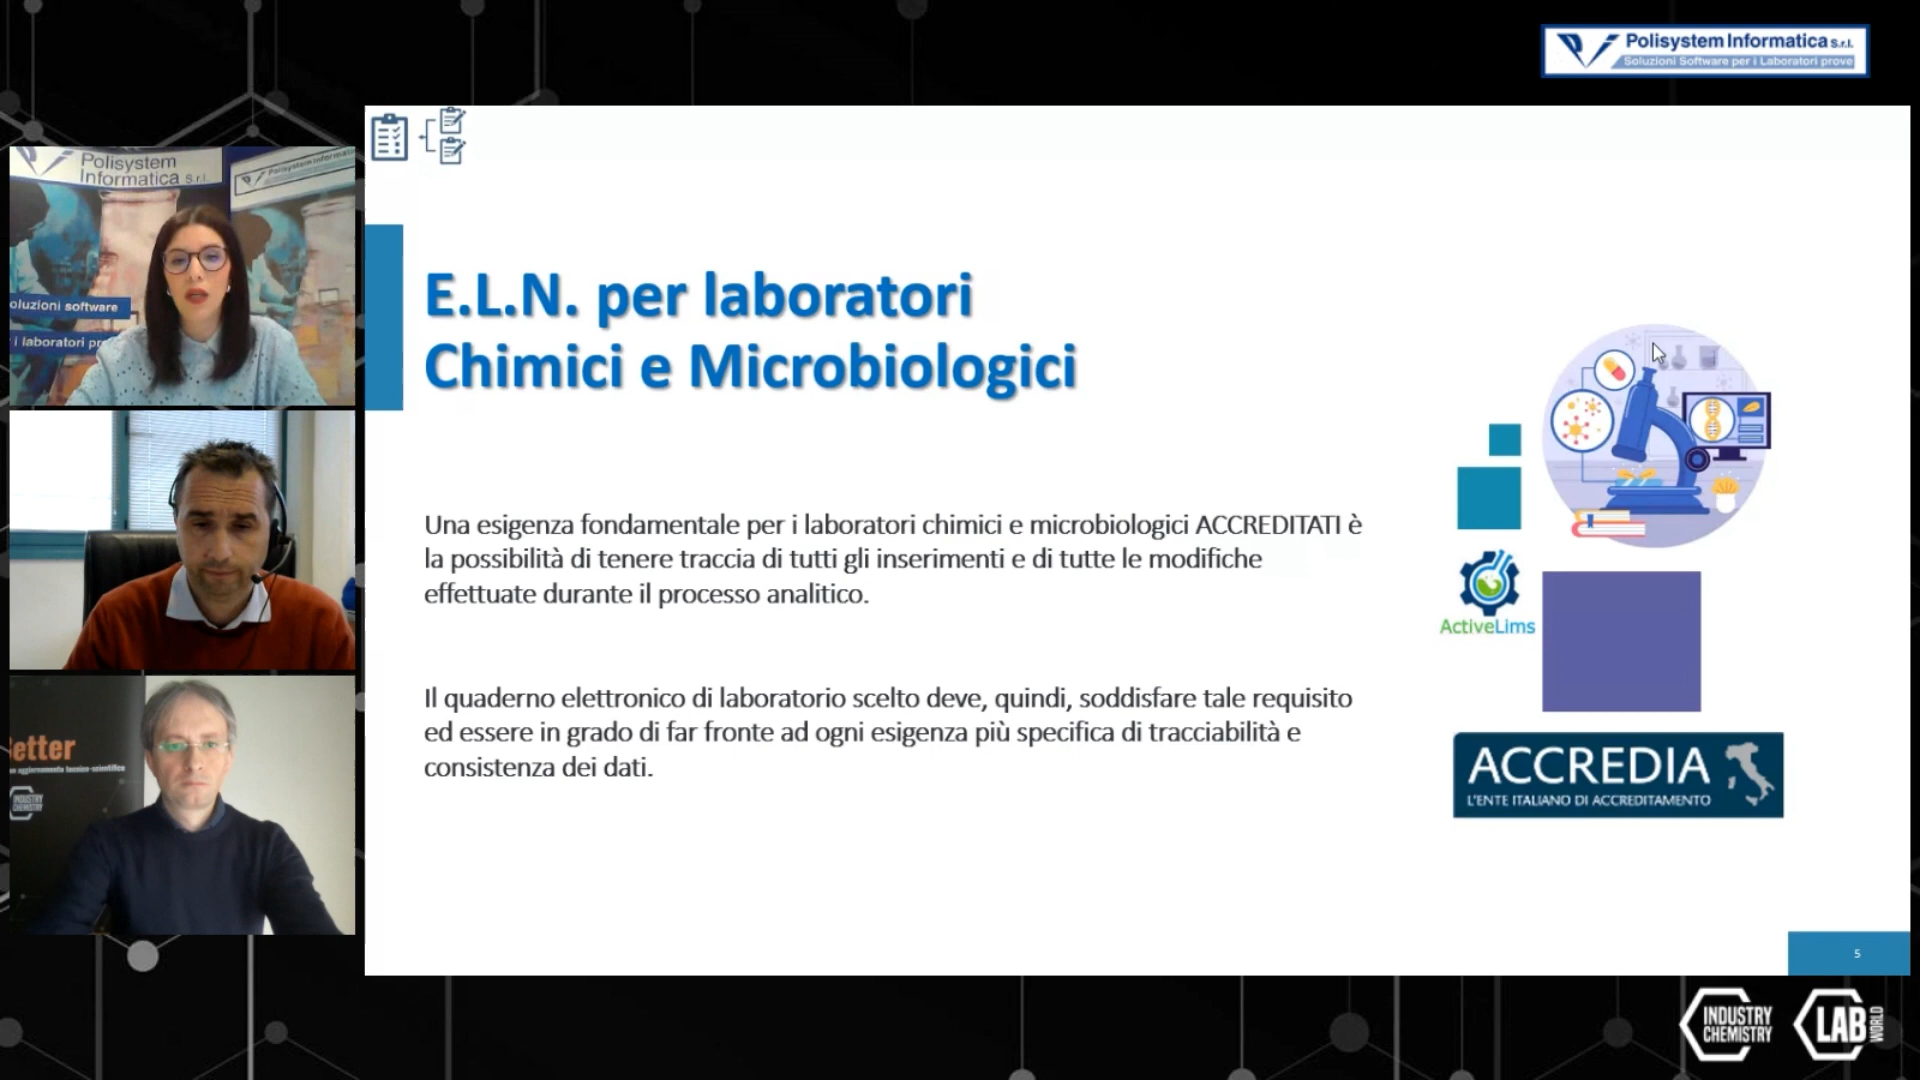 Polisystem Informatica s.r.l.
Soluzioni Software per i Laboratori prove
Polisystem
Informatica s.r.l.
oluzioni software
i laboratori pr
etter
aggiornamento tecnico-scientifico
INDUSTRY
CHEMISTRY
E.L.N. per laboratori
Chimici e Microbiologici
Una esigenza fondamentale per i laboratori chimici e microbiologici ACCREDITATI è
la possibilità di tenere traccia di tutti gli inserimenti e di tutte le modifiche
effettuate durante il processo analitico.
Il quaderno elettronico di laboratorio scelto deve, quindi, soddisfare tale requisito
ed essere in grado di far fronte ad ogni esigenza più specifica di tracciabilità e
consistenza dei dati.
ActiveLims
ACCREDIA
L'ENTE ITALIANO DI ACCREDITAMENTO
5
INDUSTRY
CHEMISTRY
LAB
WORLD